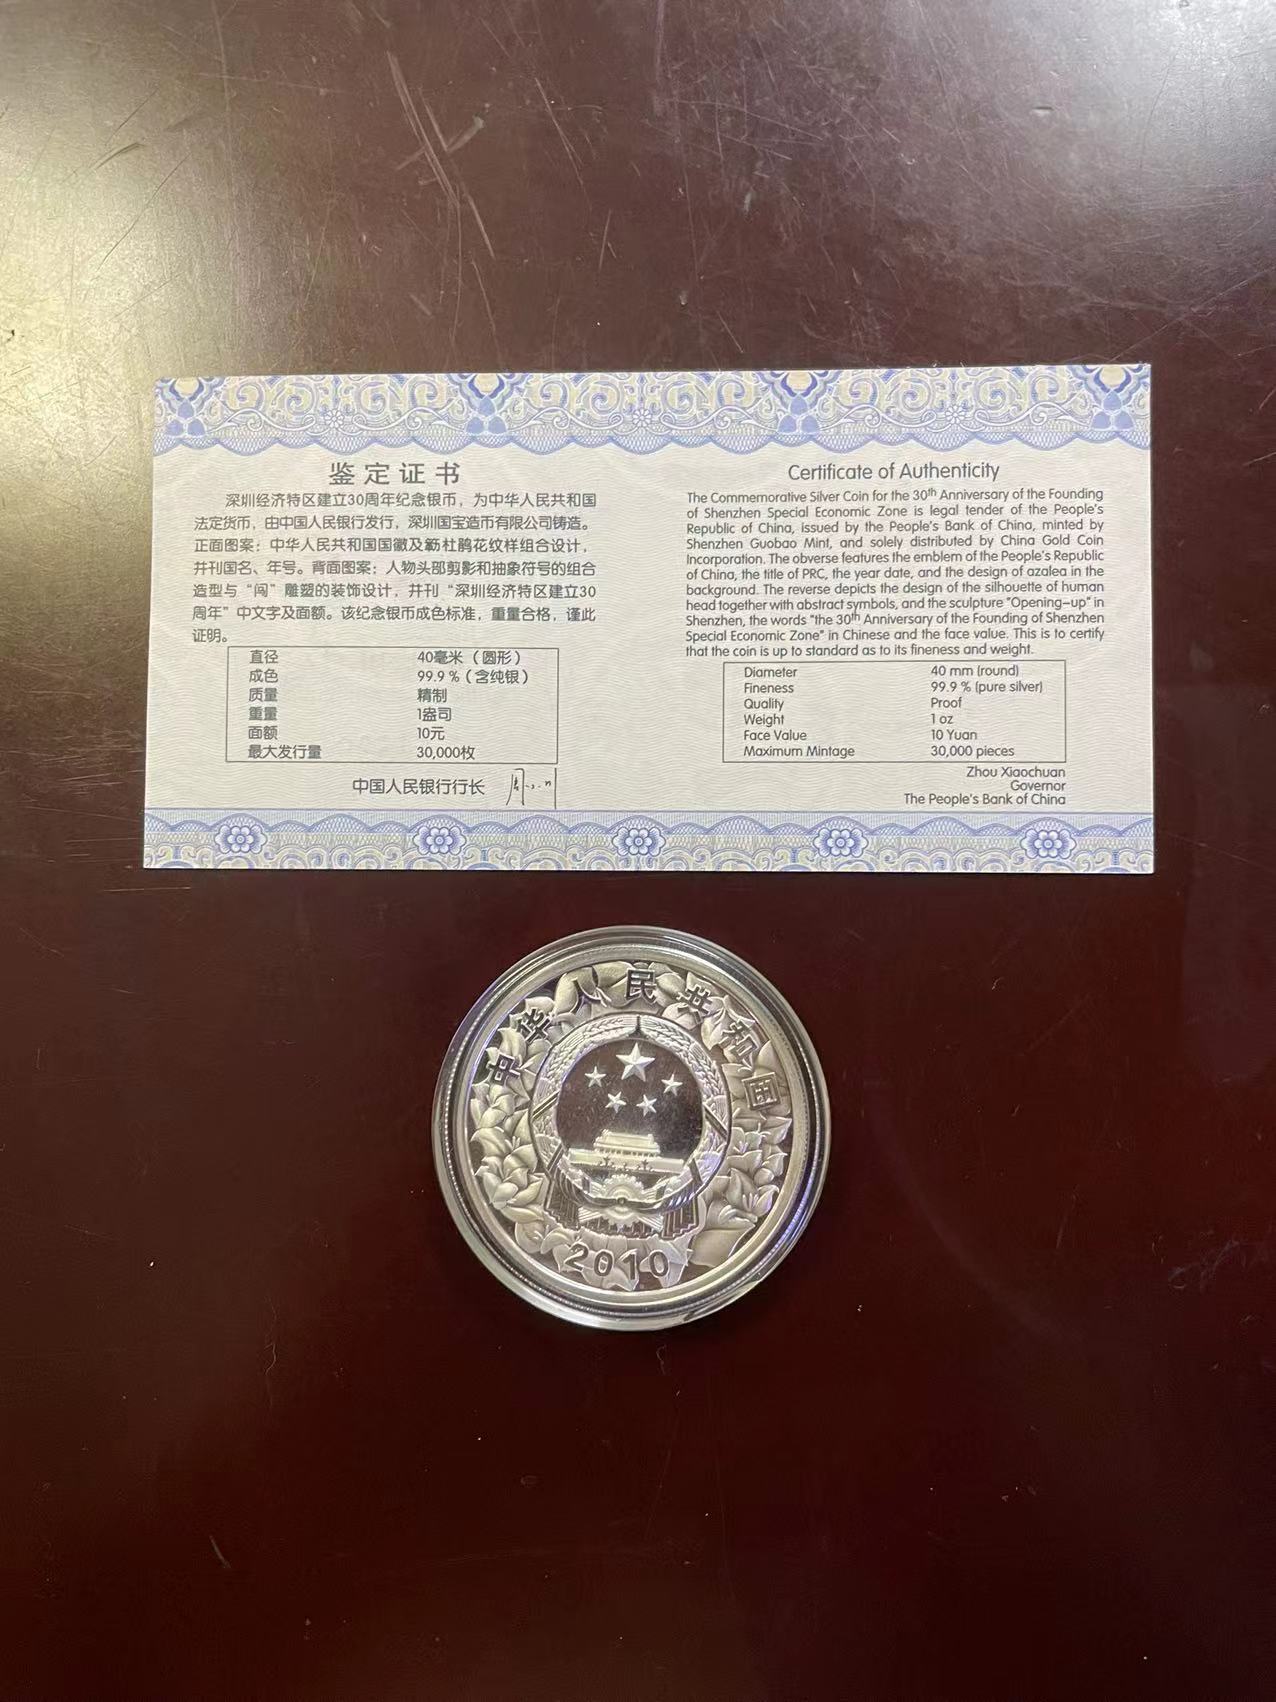 鉴定证书
深圳经济特区建立30周年纪念银币，为中华人民共和国
法定货币，由中国人民银行发行，深圳国宝造币有限公司铸造。
正面图案：中华人民共和国国徽及簕杜鹃花纹样组合设计，
并刊国名、年号。背面图案：人物头部剪影和抽象符号的组合
造型与“闯”雕塑的装饰设计，并刊“深圳经济特区建立30
周年”中文字及面额。该纪念银币成色标准，重量合格，谨此
证明。
直径 40毫米（圆形）
成色 99.9 %（含纯银）
质量 精制
重量 1盎司
面额 10元
最大发行量 30,000枚
中国人民银行行长
Certificate of Authenticity
The Commemorative Silver Coin for the 30th Anniversary of the Founding
of Shenzhen Special Economic Zone is legal tender of the People's
Republic of China, issued by the People's Bank of China, minted by
Shenzhen Guobao Mint, and solely distributed by China Gold Coin
Incorporation. The obverse features the emblem of the People's Republic
of China, the title of PRC, the year date, and the design of azalea in the
background. The reverse depicts the design of the silhouette of human
head together with abstract symbols, and the sculpture "Opening-up" in
Shenzhen, the words "the 30th Anniversary of the Founding of Shenzhen
Special Economic Zone" in Chinese and the face value. This is to certify
that the coin is up to standard as to its fineness and weight.
Diameter 40 mm (round)
Fineness 99.9 % (pure silver)
Quality Proof
Weight 1 oz
Face Value 10 Yuan
Maximum Mintage 30,000 pieces
Zhou Xiaochuan
Governor
The People's Bank of China
中华人民共和国
2010